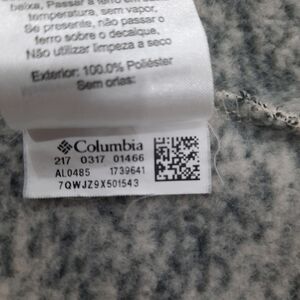 baixa, Passar a ferro em
temperatura, sem vapor,
Se presente, não passar o
ferro sobre o decalque,
Não utilizar limpeza a seco
Exterior: 100.0% Poliéster
Sem orlas:
Columbia
217 0317 01466
AL0485 1739641
7QWJZ9X501543